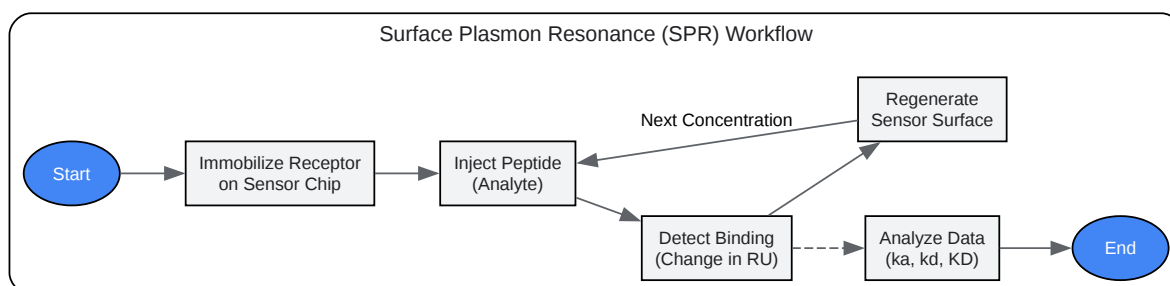 Surface Plasmon Resonance (SPR) Workflow
Start
Immobilize Receptor
on Sensor Chip
Inject Peptide
(Analyte)
Next Concentration
Regenerate
Sensor Surface
Detect Binding
(Change in RU)
Analyze Data
(ka, kd, KD)
End